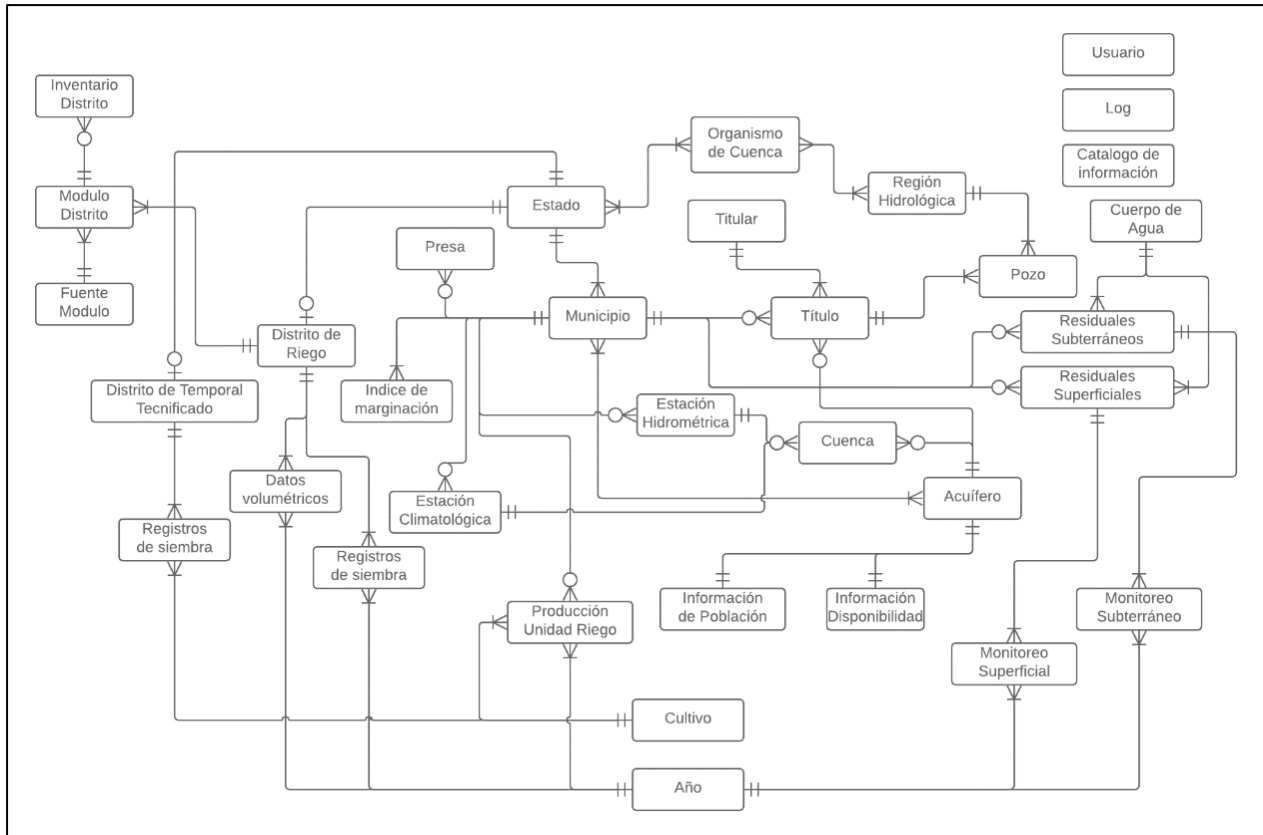 Usuario
Inventario
Distrito
Log
Organismo
de Cuenca
Catalogo de
información
Modulo
Distrito
Estado
Región
Hidrológica
Titular
Cuerpo de
Agua
Presa
Pozo
Fuente
Modulo
Municipio
Título
Residuales
Subterráneos
Distrito de
Riego
Distrito de Temporal
Tecnificado
Indice de
marginación
Residuales
Superficiales
Estación
Hidrométrica
Cuenca
Datos
volumétricos
Estación
Climatológica
Acuífero
Registros
de siembra
Registros
de siembra
Información
de Población
Información
Disponibilidad
Monitoreo
Subterráneo
Producción
Unidad Riego
Monitoreo
Superficial
Cultivo
Año